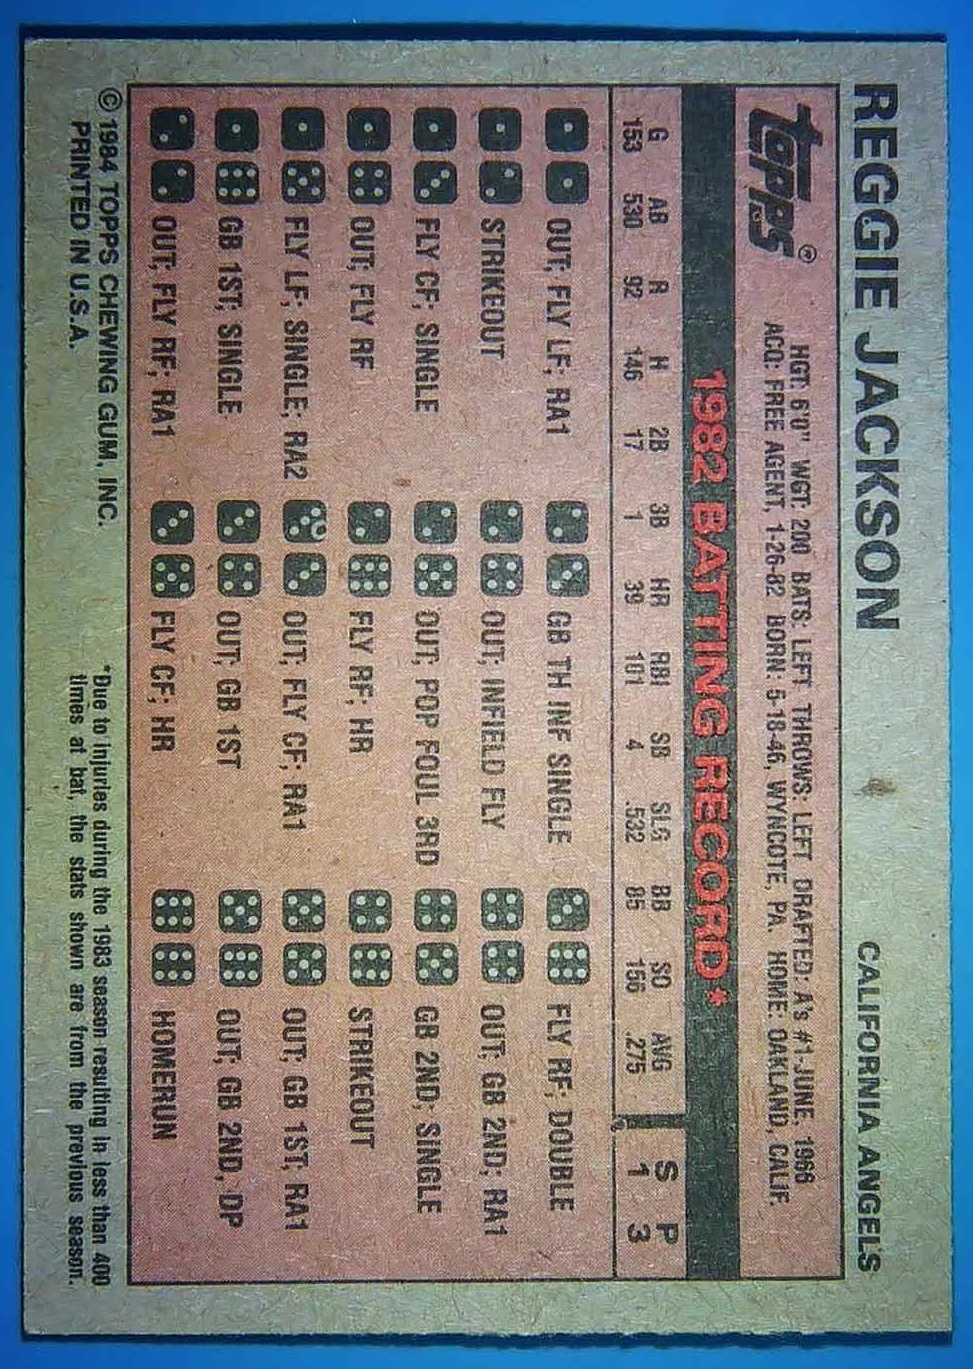 REGGIE JACKSON CALIFORNIA ANGELS
topps®
HGT: 6'0" WGT: 200 BATS: LEFT THROWS: LEFT DRAFTED: A's #1-JUNE, 1966
ACQ: FREE AGENT, 1-26-82 BORN: 5-18-46, WYNCOTE, PA. HOME: OAKLAND, CALIF.
1982 BATTING RECORD*
G AB R H 2B 3B HR RBI SB SLG BB SO AVG S P
153 530 92 146 17 1 39 101 4 .532 85 156 .275 1 3
OUT; FLY LF; RA1 GB TH INF SINGLE FLY RF; DOUBLE
STRIKEOUT OUT; INFIELD FLY OUT; GB 2ND; RA1
FLY CF; SINGLE OUT; POP FOUL 3RD GB 2ND; SINGLE
OUT; FLY RF FLY RF; HR STRIKEOUT
FLY LF; SINGLE; RA2 OUT; FLY CF; RA1 OUT; GB 1ST; RA1
GB 1ST; SINGLE OUT; GB 1ST OUT; GB 2ND, DP
OUT; FLY RF; RA1 FLY CF; HR HOMERUN
© 1984 TOPPS CHEWING GUM, INC.
PRINTED IN U.S.A.
*Due to injuries during the 1983 season resulting in less than 400
times at bat, the stats shown are from the previous season.